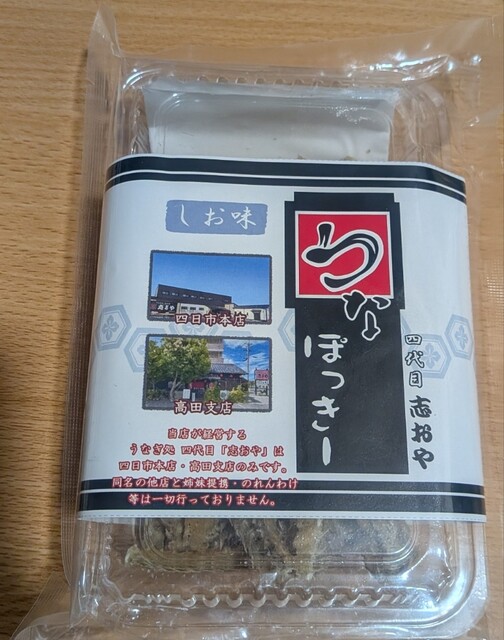 うなぽっきー
四代目 志おや
しお味
四日市本店
高田支店
当店が経営する
うなぎ処 四代目「志おや」は
四日市本店・高田支店のみです。
同名の他店と姉妹提携・のれんわけ
等は一切行っておりません。